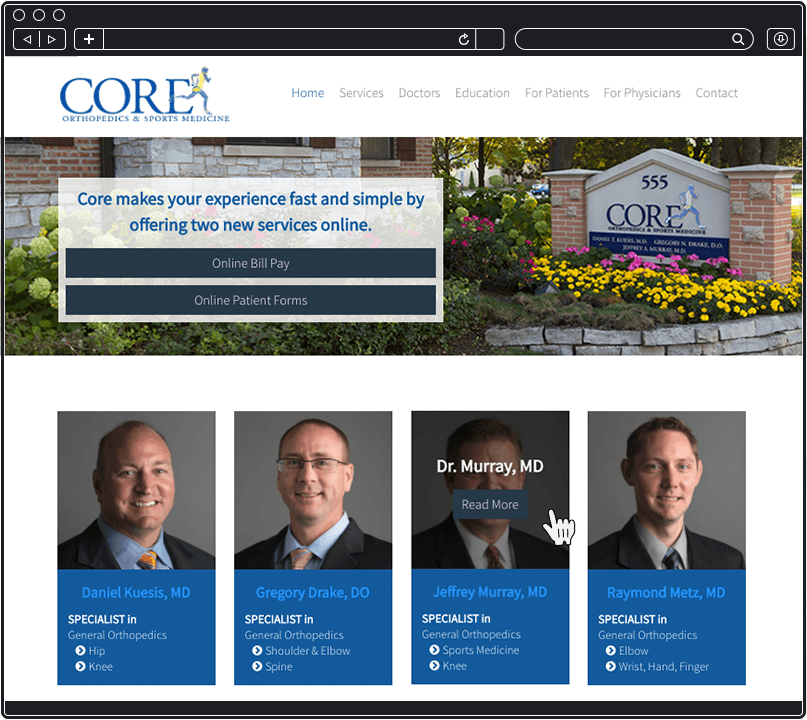 CORE
ORTHOPEDICS & SPORTS MEDICINE
Home Services Doctors Education For Patients For Physicians Contact
Core makes your experience fast and simple by
offering two new services online.
Online Bill Pay
Online Patient Forms
555
CORE
ORTHOPEDICS & SPORTS MEDICINE
DANIEL T. KUESIS, M.D. GREGORY N. DRAKE, D.O.
JEFFREY A. MURRAY, M.D.
Dr. Murray, MD
Read More
Daniel Kuesis, MD
SPECIALIST in
General Orthopedics
Hip
Knee
Gregory Drake, DO
SPECIALIST in
General Orthopedics
Shoulder & Elbow
Spine
Jeffrey Murray, MD
SPECIALIST in
General Orthopedics
Sports Medicine
Knee
Raymond Metz, MD
SPECIALIST in
General Orthopedics
Elbow
Wrist, Hand, Finger